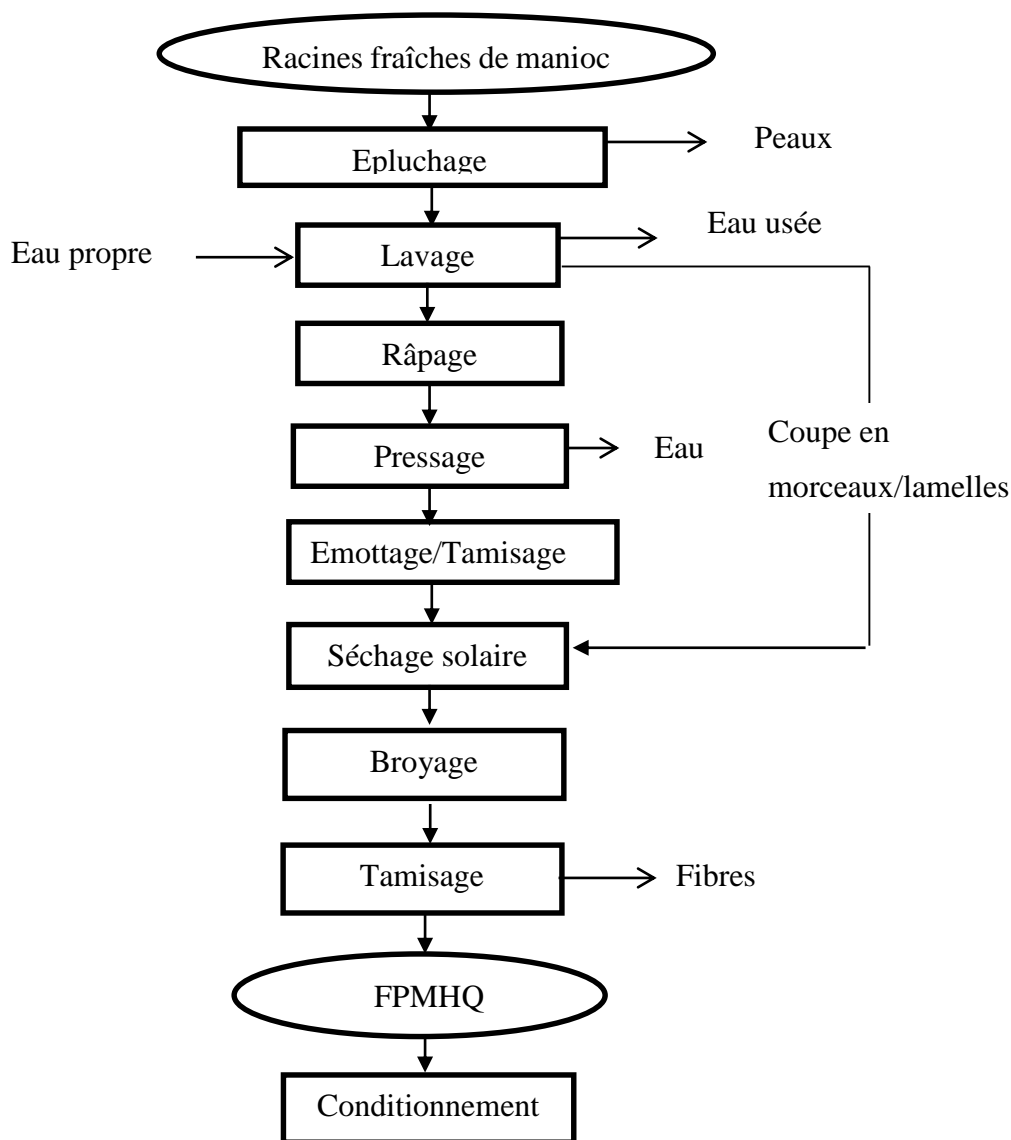 Racines fraîches de manioc
Epluchage
Peaux
Eau propre
Lavage
Eau usée
Râpage
Pressage
Eau
Coupe en
morceaux/lamelles
Emottage/Tamisage
Séchage solaire
Broyage
Tamisage
Fibres
FPMHQ
Conditionnement